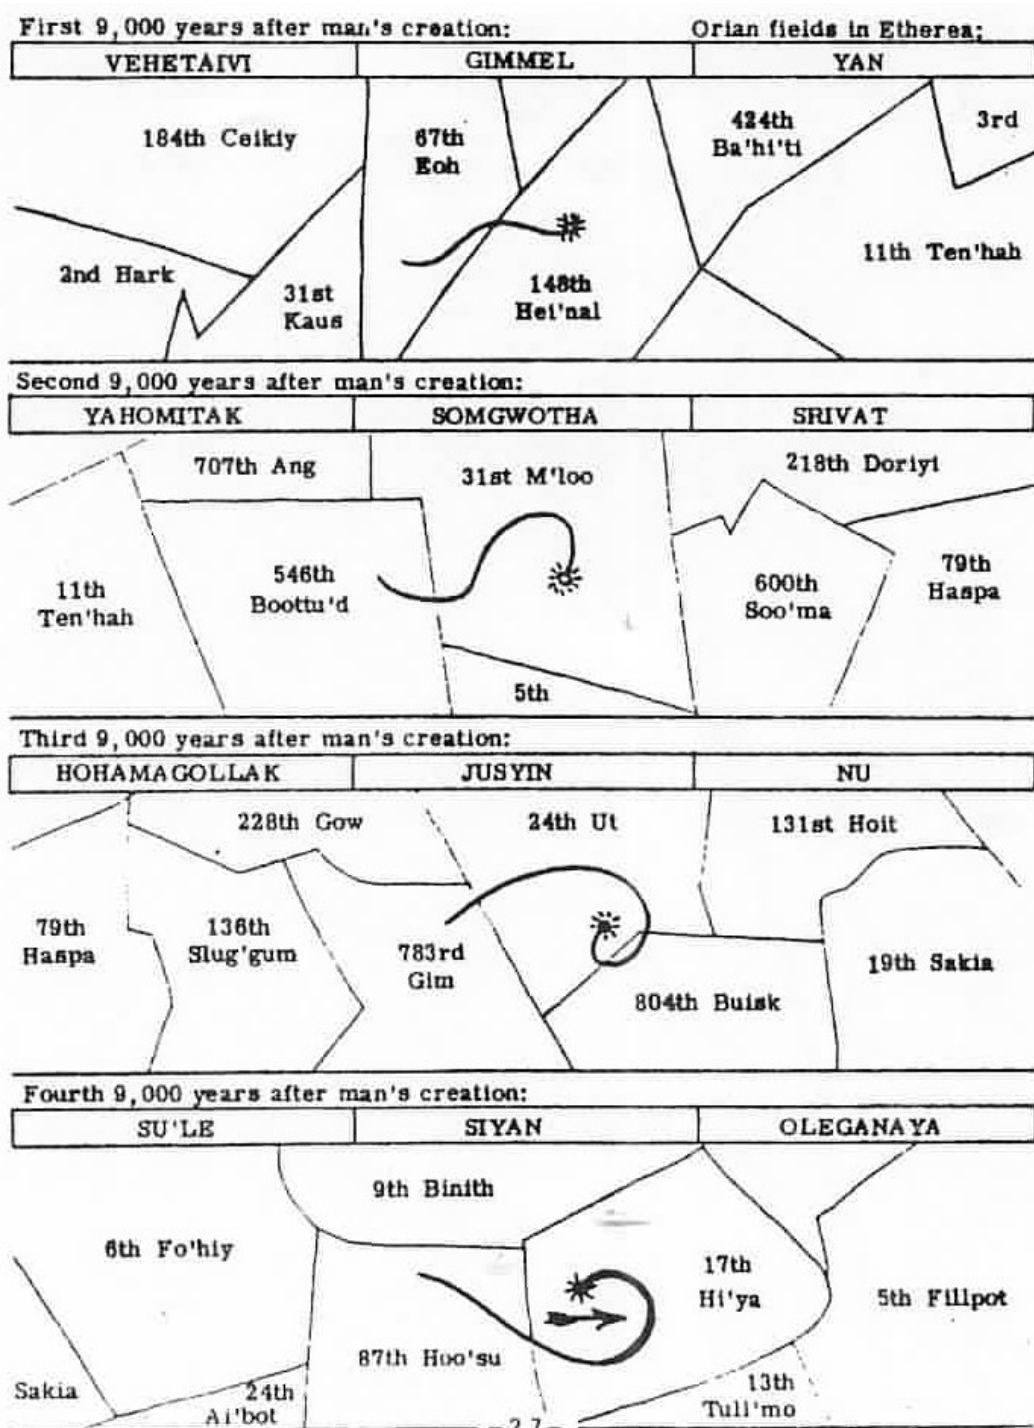 First 9,000 years after man's creation: Orian fields in Etherea;
VEHETAIVI GIMMEL YAN
184th Ceikiy
67th
Eoh
424th
Ba'hi'ti
3rd
2nd Hark
31st
Kaus
148th
Hei'nal
11th Ten'hah
Second 9,000 years after man's creation:
YAHOMITAK SOMGWOTHA SRIVAT
707th Ang
31st M'loo
218th Doriyi
11th
Ten'hah
546th
Boottu'd
600th
Soo'ma
79th
Haspa
5th
Third 9,000 years after man's creation:
HOHAMAGOLLAK JUSYIN NU
228th Gow
24th Ut
131st Hoit
79th
Haspa
136th
Slug'gum
783rd
Gim
804th Buisk
19th Sakia
Fourth 9,000 years after man's creation:
SU'LE SIYAN OLEGANAYA
9th Binith
6th Fo'hiy
17th
Hi'ya
5th Fillpot
87th Hoo'su
Sakia
24th
Ai'bot
13th
Tuli'mo